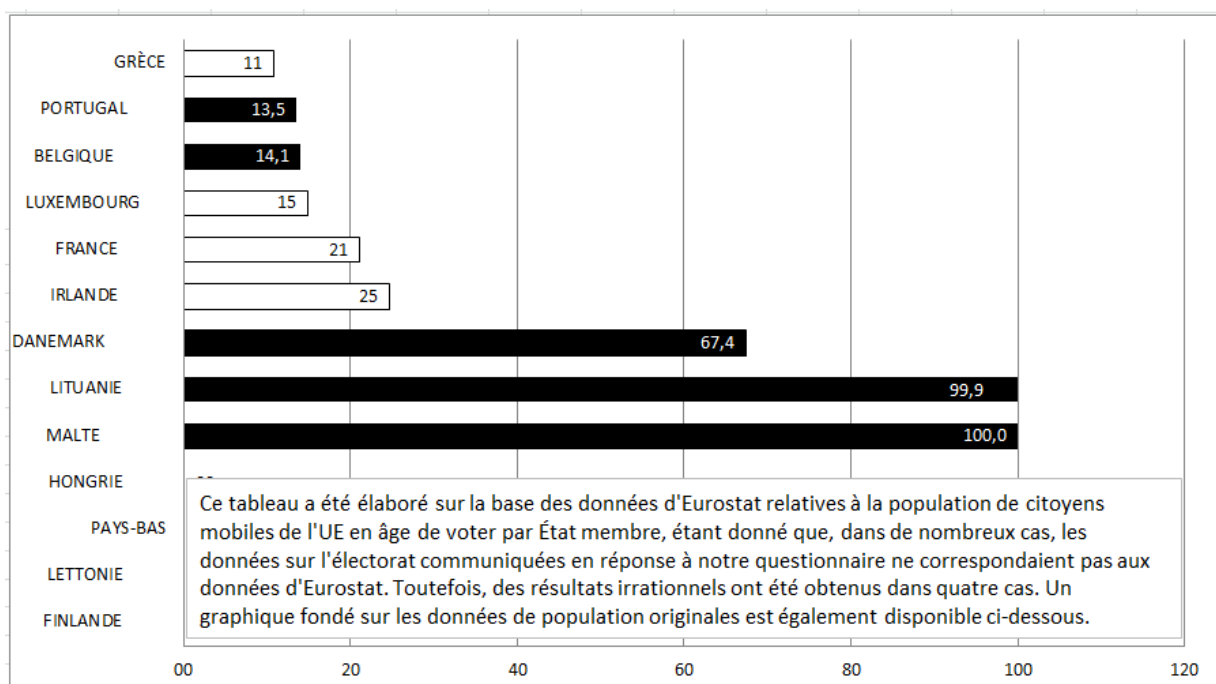 GRÈCE 11
PORTUGAL 13,5
BELGIQUE 14,1
LUXEMBOURG 15
FRANCE 21
IRLANDE 25
DANEMARK 67,4
LITUANIE 99,9
MALTE 100,0
HONGRIE
PAYS-BAS
LETTONIE
FINLANDE
Ce tableau a été élaboré sur la base des données d'Eurostat relatives à la population de citoyens
mobiles de l'UE en âge de voter par État membre, étant donné que, dans de nombreux cas, les
données sur l'électorat communiquées en réponse à notre questionnaire ne correspondaient pas aux
données d'Eurostat. Toutefois, des résultats irrationnels ont été obtenus dans quatre cas. Un
graphique fondé sur les données de population originales est également disponible ci-dessous.
00 20 40 60 80 100 120